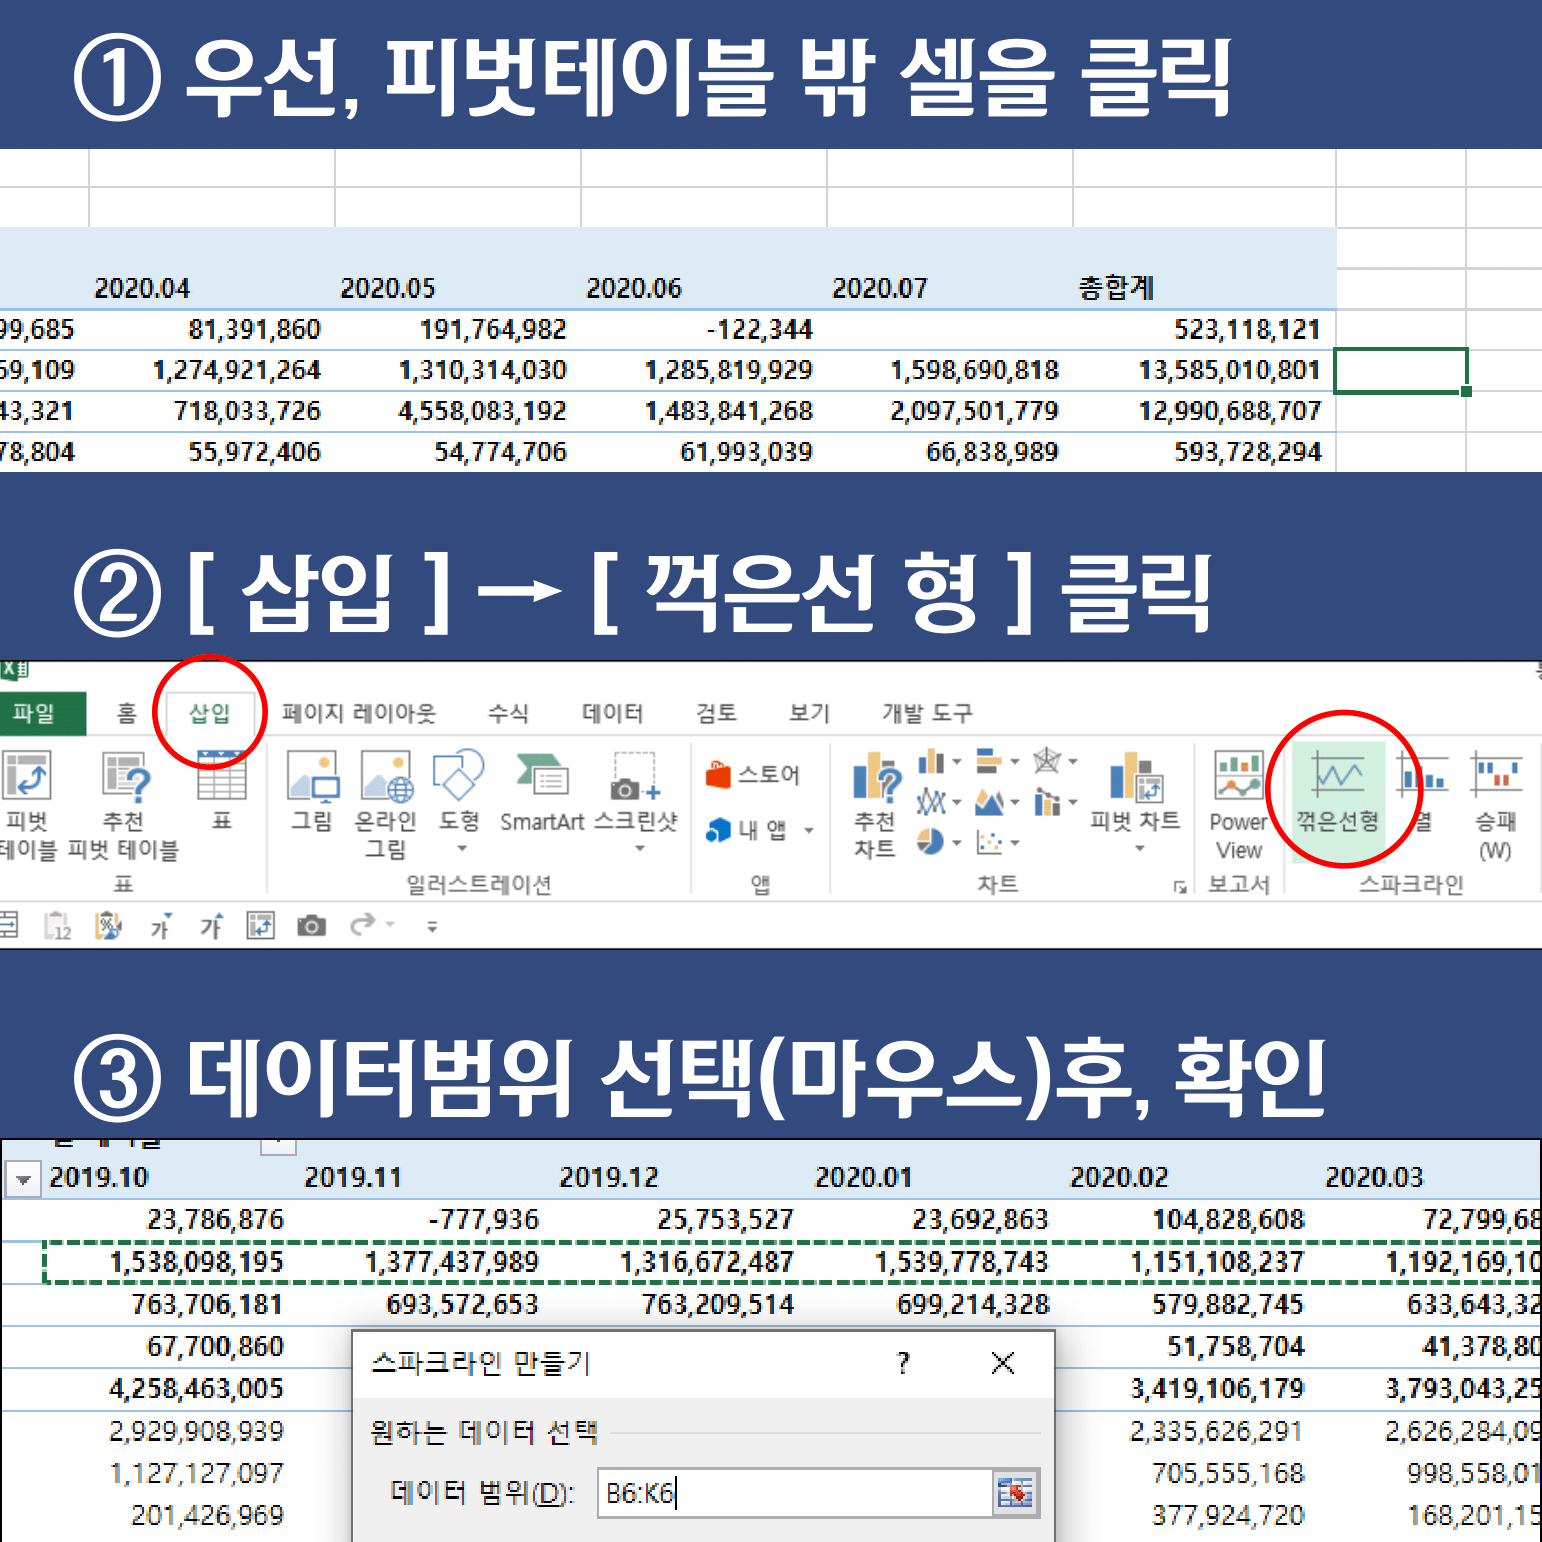 ① 우선, 피벗테이블 밖 셀을 클릭
2020.04 2020.05 2020.06 2020.07 총합계
99,685 81,391,860 191,764,982 -122,344 523,118,121
59,109 1,274,921,264 1,310,314,030 1,285,819,929 1,598,690,818 13,585,010,801
43,321 718,033,726 4,558,083,192 1,483,841,268 2,097,501,779 12,990,688,707
78,804 55,972,406 54,774,706 61,993,039 66,838,989 593,728,294
② [ 삽입 ] → [ 꺽은선 형 ] 클릭
파일 홈 삽입 페이지 레이아웃 수식 데이터 검토 보기 개발 도구
스토어
피벗 추천 표 그림 온라인 도형 SmartArt 스크린샷 내 앱 추천 피벗 차트 Power 꺾은선형 열 승패
테이블 피벗 테이블 그림 차트 View (W)
표 일러스트레이션 앱 차트 보고서 스파크라인
12 % 가 가
③ 데이터범위 선택(마우스)후, 확인
2019.10 2019.11 2019.12 2020.01 2020.02 2020.03
23,786,876 -777,936 25,753,527 23,692,863 104,828,608 72,799,68
1,538,098,195 1,377,437,989 1,316,672,487 1,539,778,743 1,151,108,237 1,192,169,10
763,706,181 693,572,653 763,209,514 699,214,328 579,882,745 633,643,32
67,700,860 51,758,704 41,378,80
스파크라인 만들기 ? ×
4,258,463,005 3,419,106,179 3,793,043,25
원하는 데이터 선택
2,929,908,939 2,335,626,291 2,626,284,09
1,127,127,097 705,555,168 998,558,01
데이터 범위(D): B6:K6
201,426,969 377,924,720 168,201,15